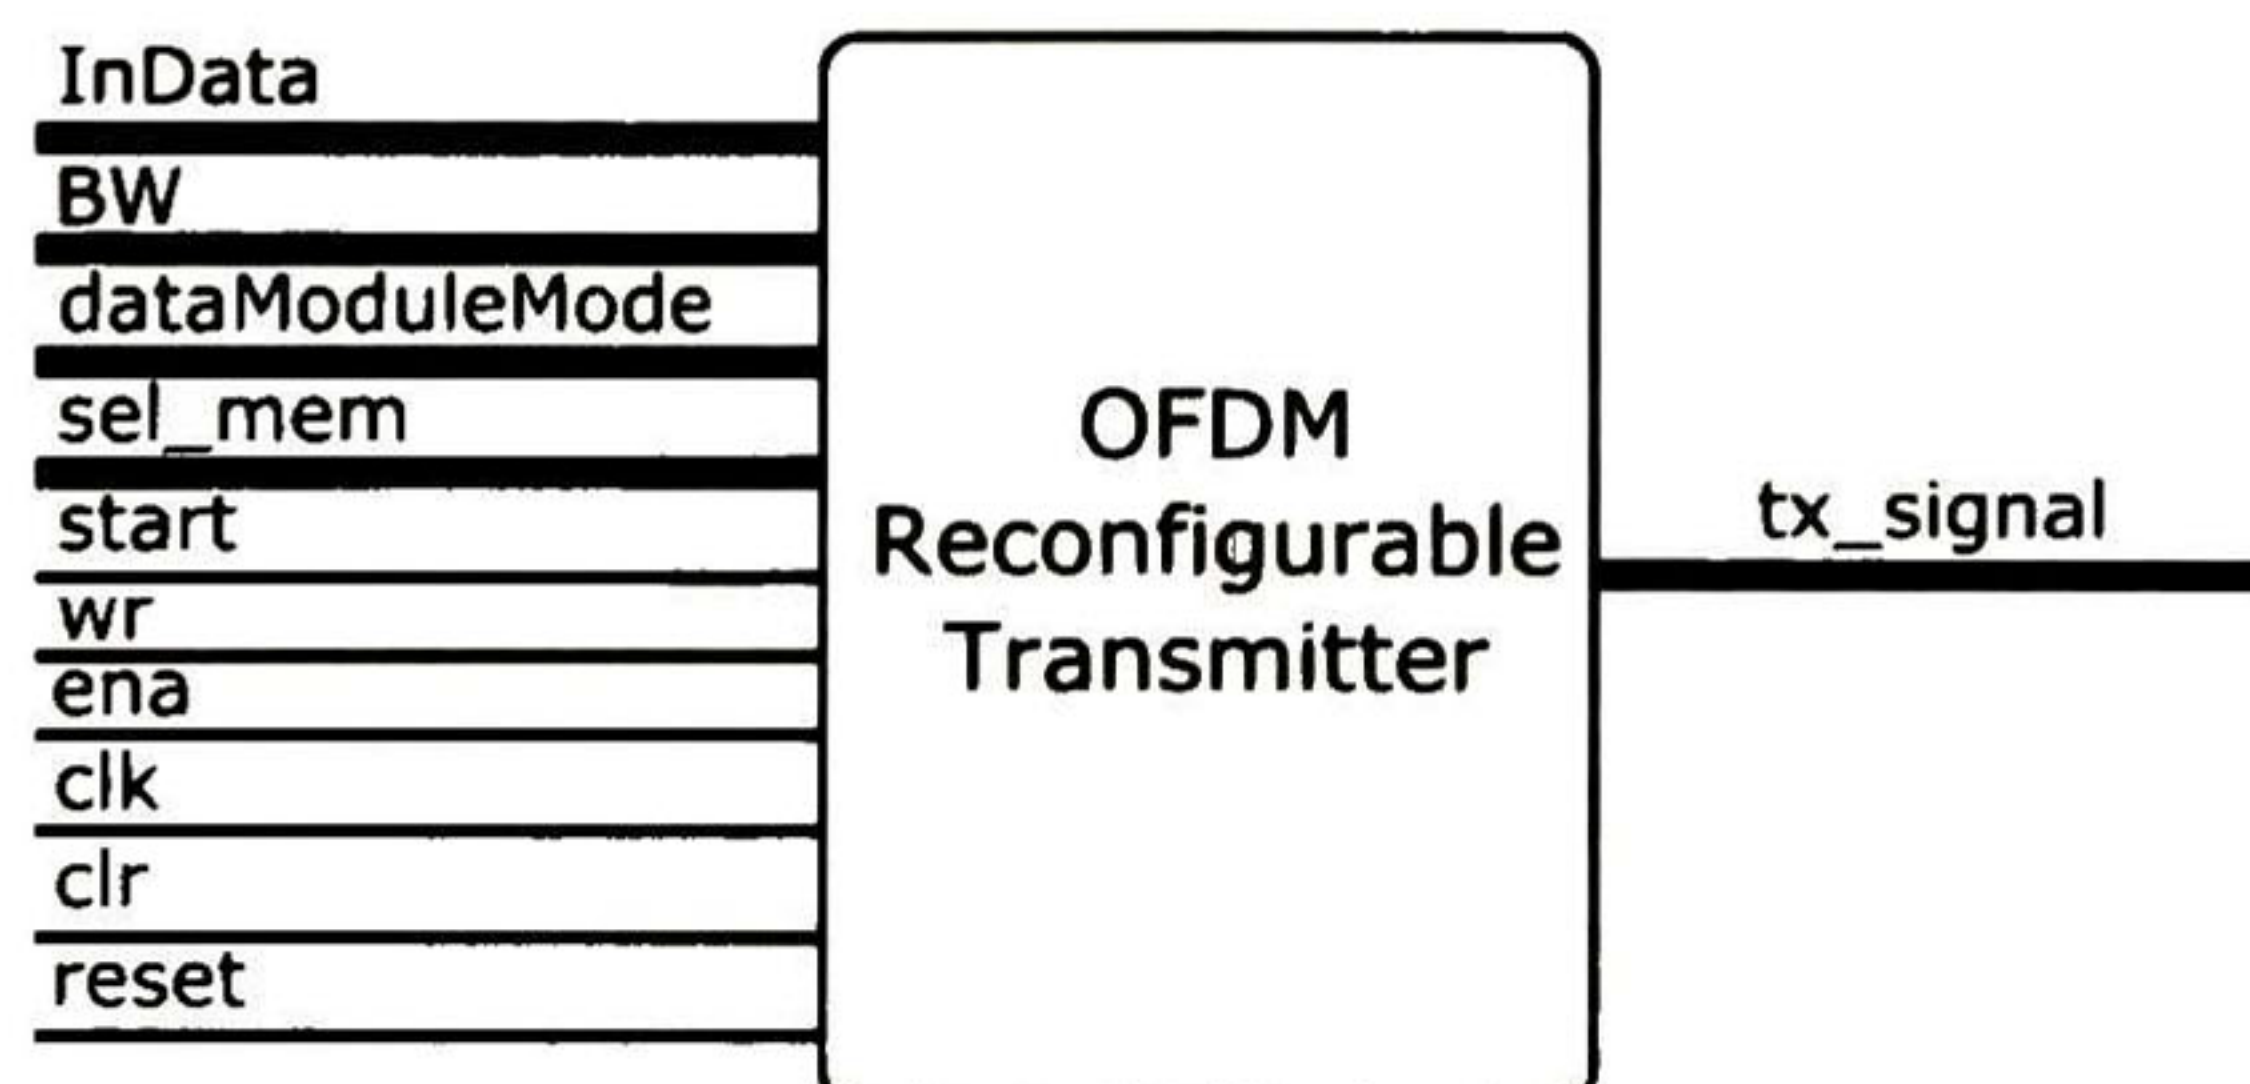 InData
BW
dataModuleMode
sel_mem
start
wr
ena
clk
clr
reset
OFDM
Reconfigurable
Transmitter
tx_signal